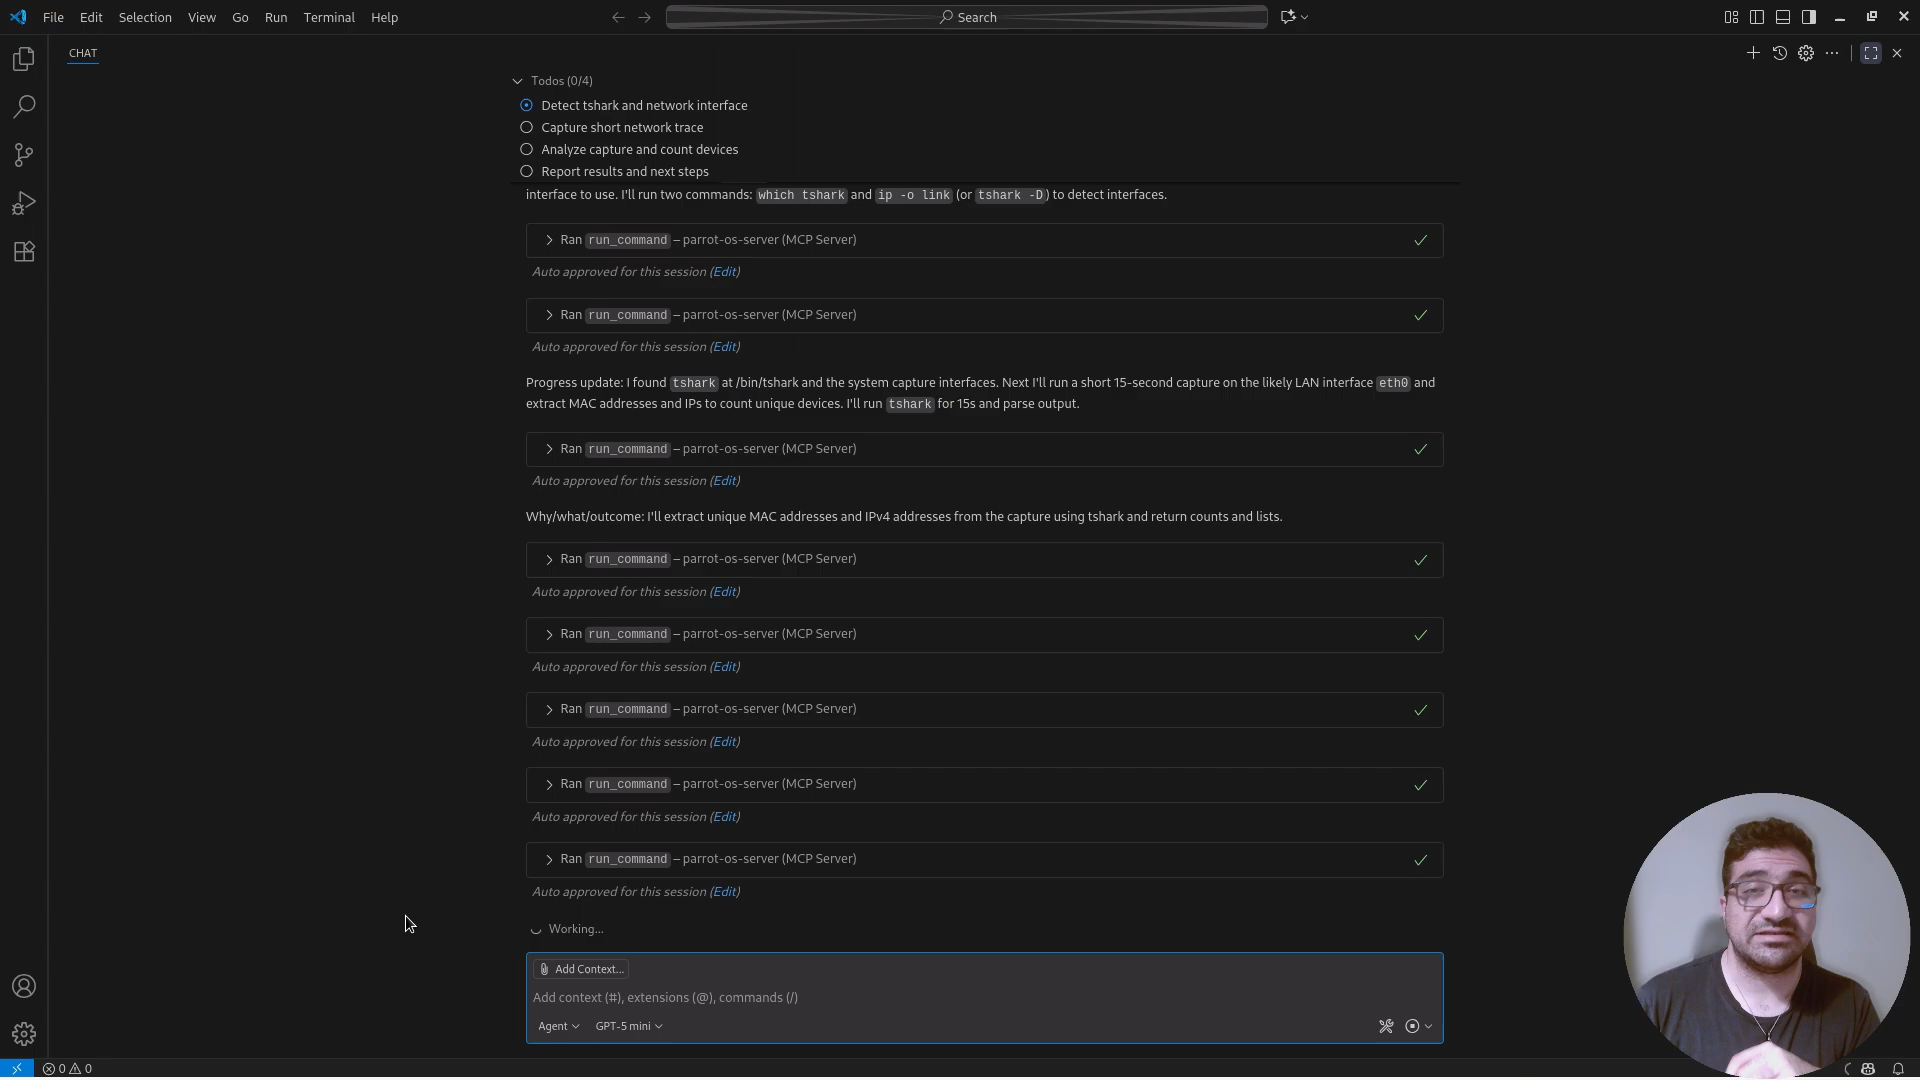 File Edit Selection View Go Run Terminal Help
Search
CHAT
Todos (0/4)
Detect tshark and network interface
Capture short network trace
Analyze capture and count devices
Report results and next steps
interface to use. I'll run two commands: which tshark and ip -o link (or tshark -D) to detect interfaces.
Ran run_command – parrot-os-server (MCP Server)
Auto approved for this session (Edit)
Ran run_command – parrot-os-server (MCP Server)
Auto approved for this session (Edit)
Progress update: I found tshark at /bin/tshark and the system capture interfaces. Next I'll run a short 15-second capture on the likely LAN interface eth0 and
extract MAC addresses and IPs to count unique devices. I'll run tshark for 15s and parse output.
Ran run_command – parrot-os-server (MCP Server)
Auto approved for this session (Edit)
Why/what/outcome: I'll extract unique MAC addresses and IPv4 addresses from the capture using tshark and return counts and lists.
Ran run_command – parrot-os-server (MCP Server)
Auto approved for this session (Edit)
Ran run_command – parrot-os-server (MCP Server)
Auto approved for this session (Edit)
Ran run_command – parrot-os-server (MCP Server)
Auto approved for this session (Edit)
Ran run_command – parrot-os-server (MCP Server)
Auto approved for this session (Edit)
Ran run_command – parrot-os-server (MCP Server)
Auto approved for this session (Edit)
Working...
Add Context...
Add context (#), extensions (@), commands (/)
Agent GPT-5 mini
0 0